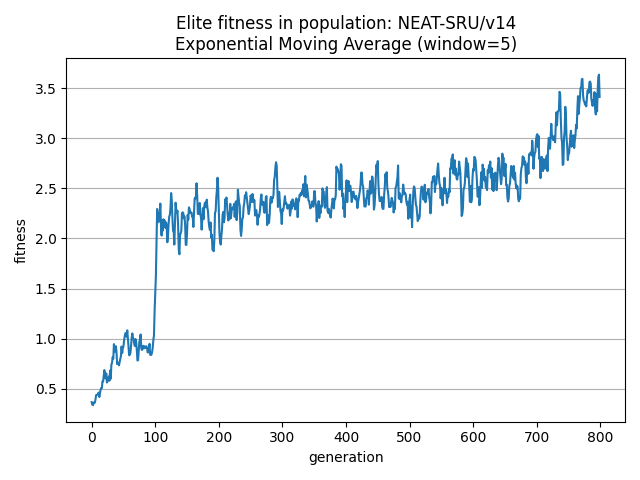 Elite fitness in population: NEAT-SRU/v14
Exponential Moving Average (window=5)
fitness
3.5
3.0
2.5
2.0
1.5
1.0
0.5
0 100 200 300 400 500 600 700 800
generation